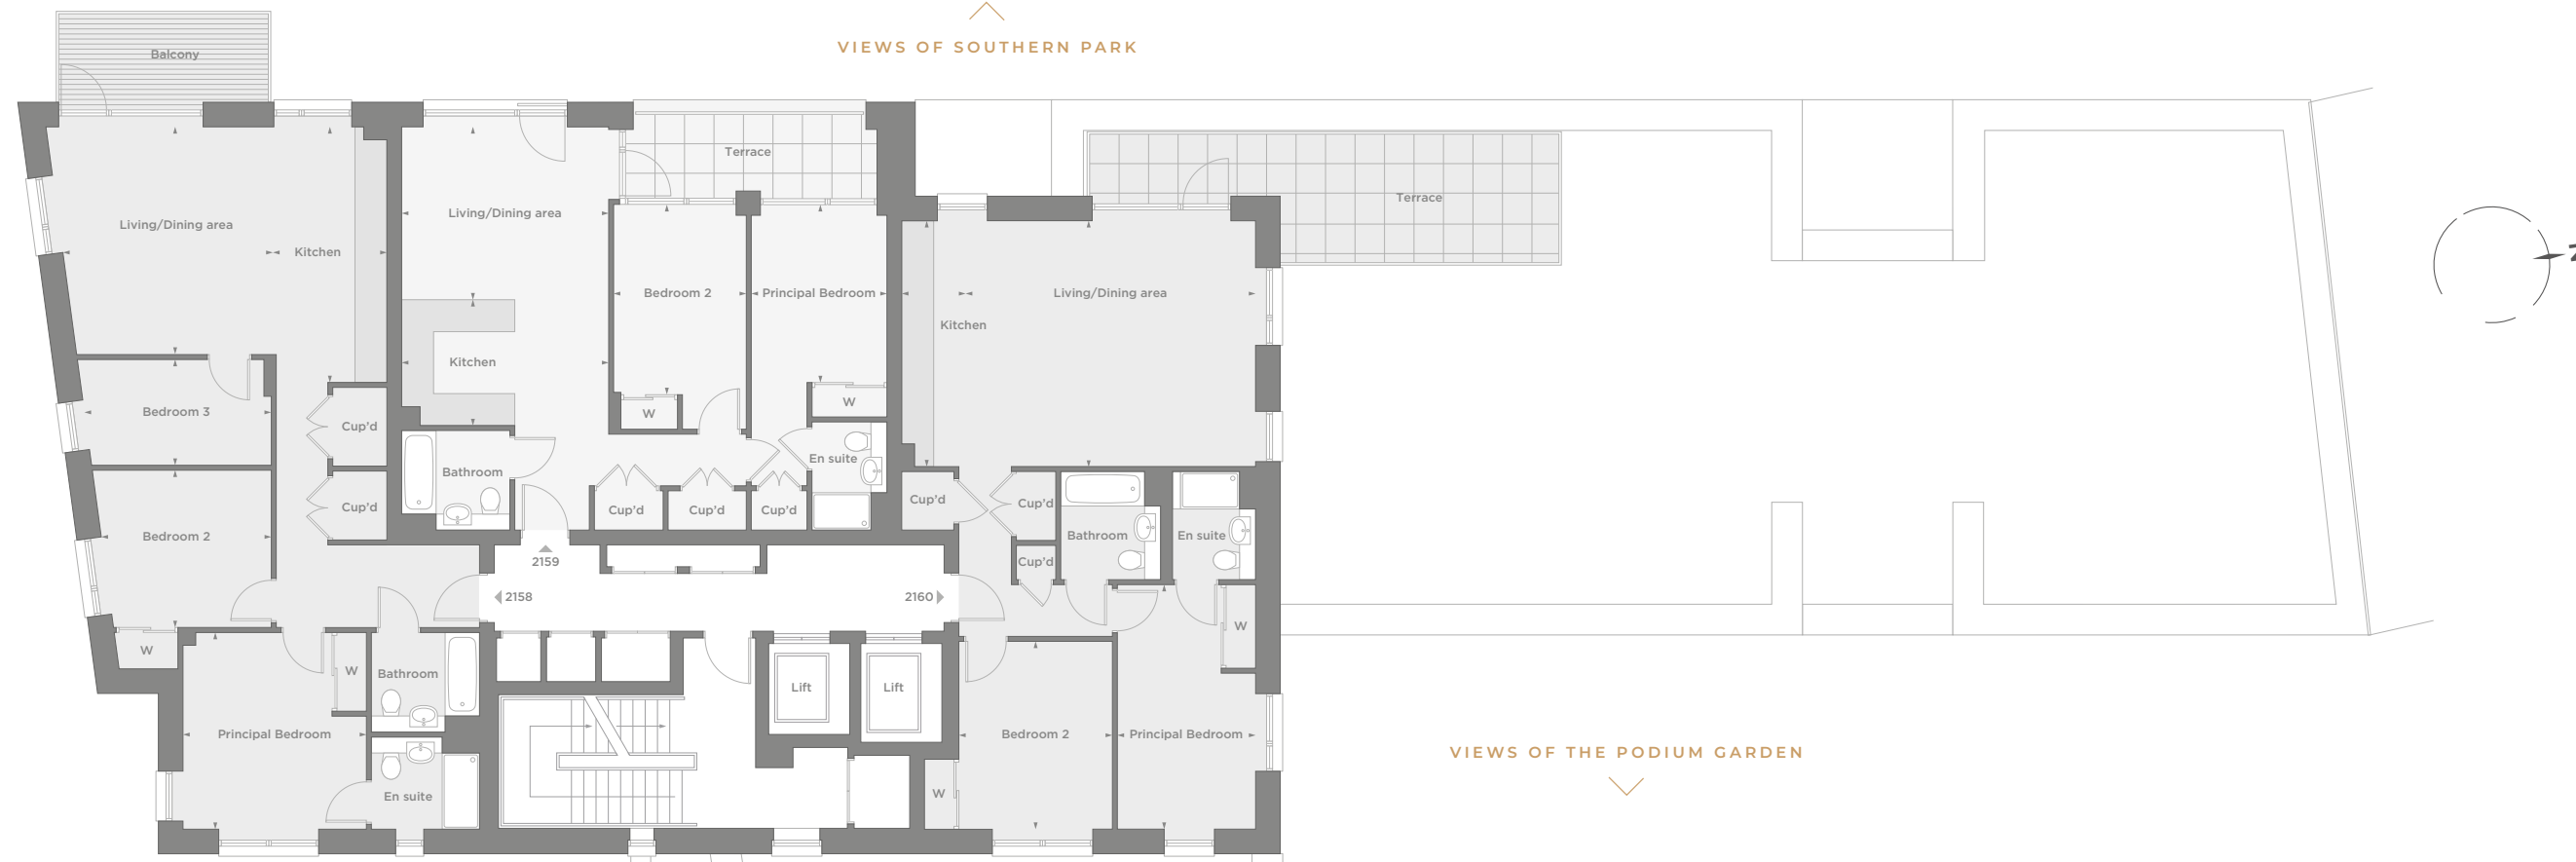 VIEWS OF SOUTHERN PARK
Balcony
Terrace
Terrace
Living/Dining area
Kitchen
Living/Dining area
Kitchen
Bedroom 2
Principal Bedroom
W
W
Living/Dining area
Kitchen
N
Bedroom 3
Cup'd
Cup'd
Bathroom
En suite
Cup'd
Cup'd
Cup'd
Cup'd
Cup'd
Cup'd
Bathroom
En suite
Bedroom 2
2159
2158
2160
W
W
W
Bathroom
Principal Bedroom
En suite
Lift
Lift
Bedroom 2
W
Principal Bedroom
VIEWS OF THE PODIUM GARDEN